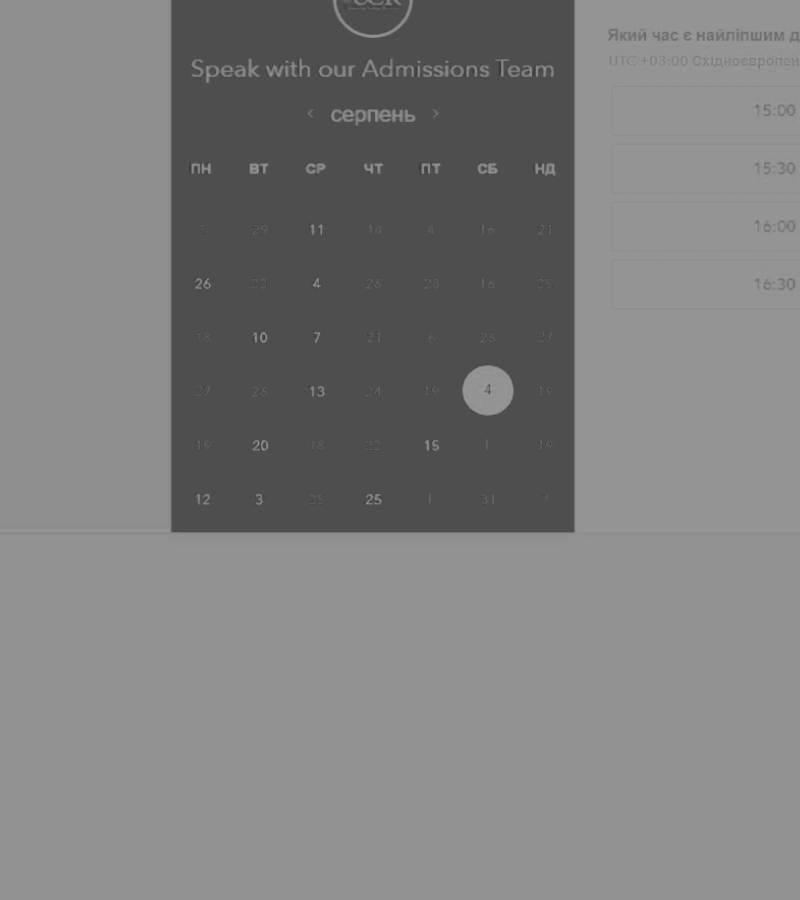 Speak with our Admissions Team
< серпень >
ПН ВТ СР ЧТ ПТ СБ НД
29 11 14 4 16 21
26 22 4 26 28 16 25
18 10 7 21 6 26 27
27 26 13 24 19 4 19
19 20 18 22 15 1 19
12 3 25 25 1 31 7
Який час є найліпшим д
UTC +03:00 Східноєвропей
15:00
15:30
16:00
16:30